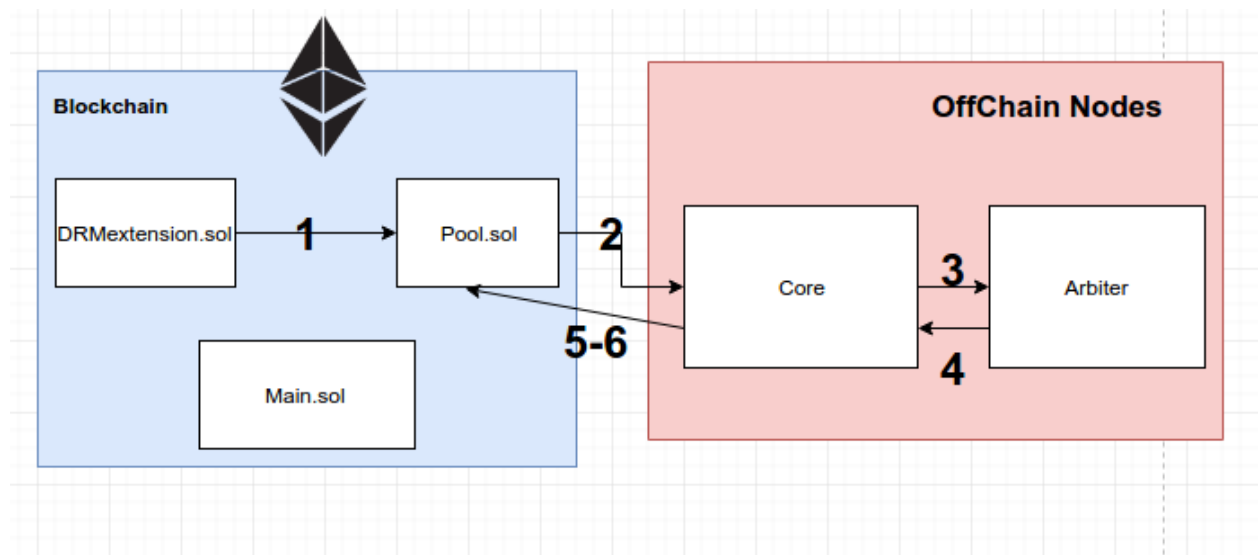 Blockchain
OffChain Nodes
DRMextension.sol
1
Pool.sol
2
Core
3
Arbiter
5-6
4
Main.sol